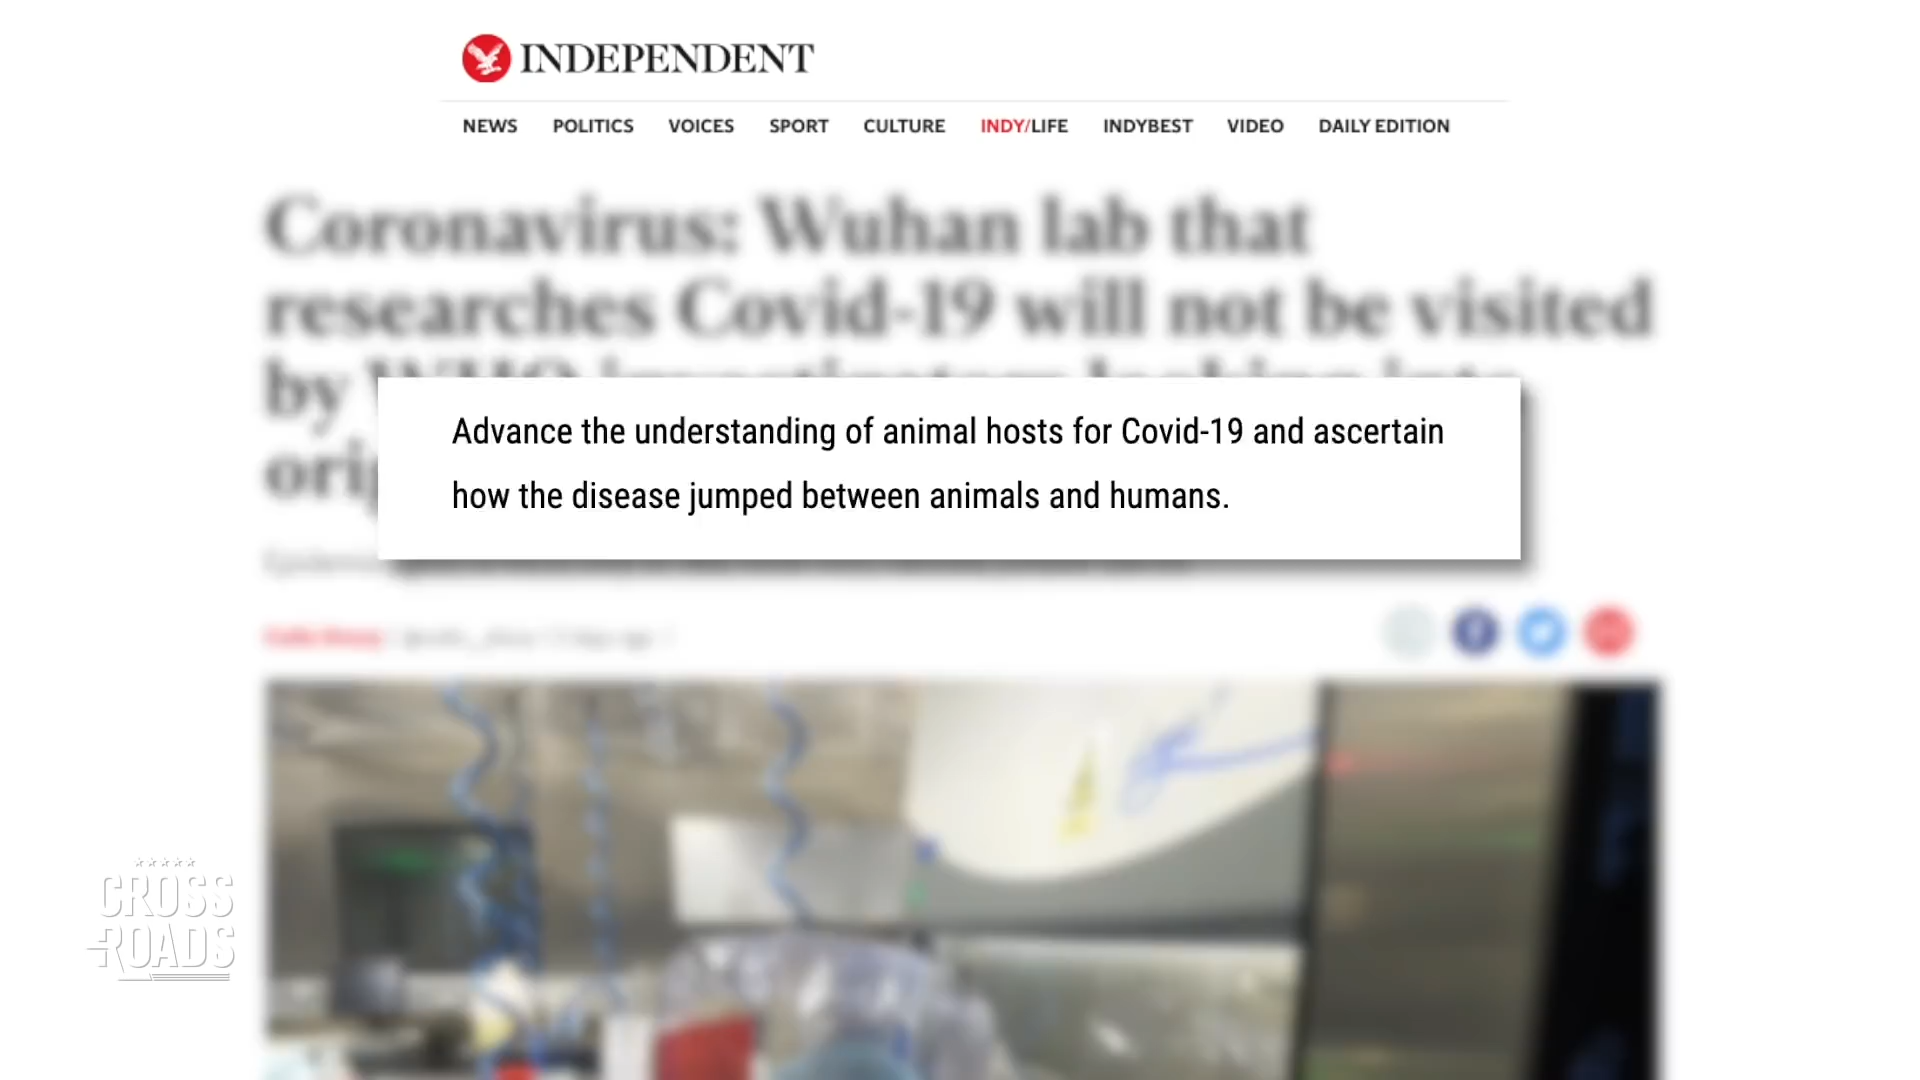 INDEPENDENT
NEWS POLITICS VOICES SPORT CULTURE INDY/LIFE INDYBEST VIDEO DAILY EDITION
Coronavirus: Wuhan lab that
researches Covid-19 will not be visited
by
Advance the understanding of animal hosts for Covid-19 and ascertain
how the disease jumped between animals and humans.
CROSS
ROADS